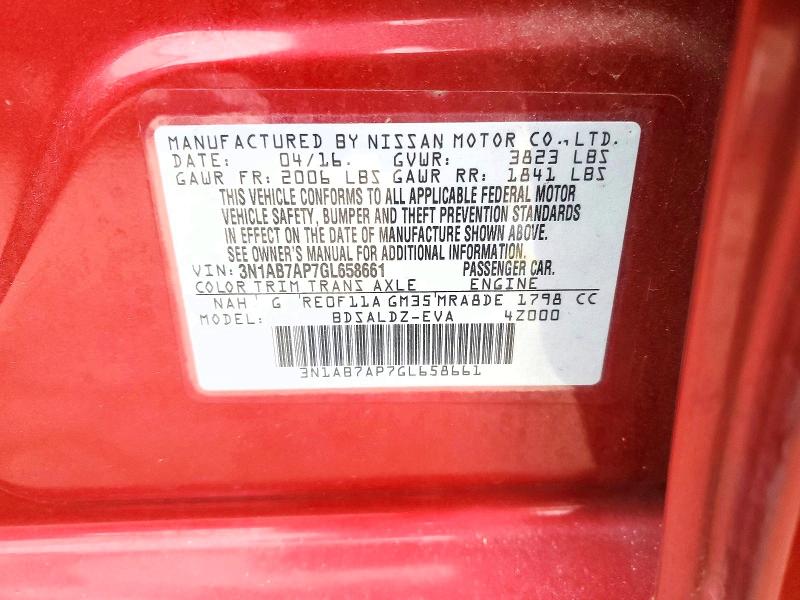 MANUFACTURED BY NISSAN MOTOR CO., LTD.
DATE: 04/16. GVWR: 3823 LBS
GAWR FR: 2006 LBS GAWR RR: 1841 LBS
THIS VEHICLE CONFORMS TO ALL APPLICABLE FEDERAL MOTOR
VEHICLE SAFETY, BUMPER AND THEFT PREVENTION STANDARDS
IN EFFECT ON THE DATE OF MANUFACTURE SHOWN ABOVE.
SEE OWNER'S MANUAL FOR ADDITIONAL INFORMATION.
VIN: 3N1AB7AP7GL658661 PASSENGER CAR.
COLOR TRIM TRANS AXLE ENGINE
NAH G RE0F11A GM35 MRA8DE 1798 CC
MODEL: BDSALDZ-EVA 4Z000
3N1AB7AP7GL658661